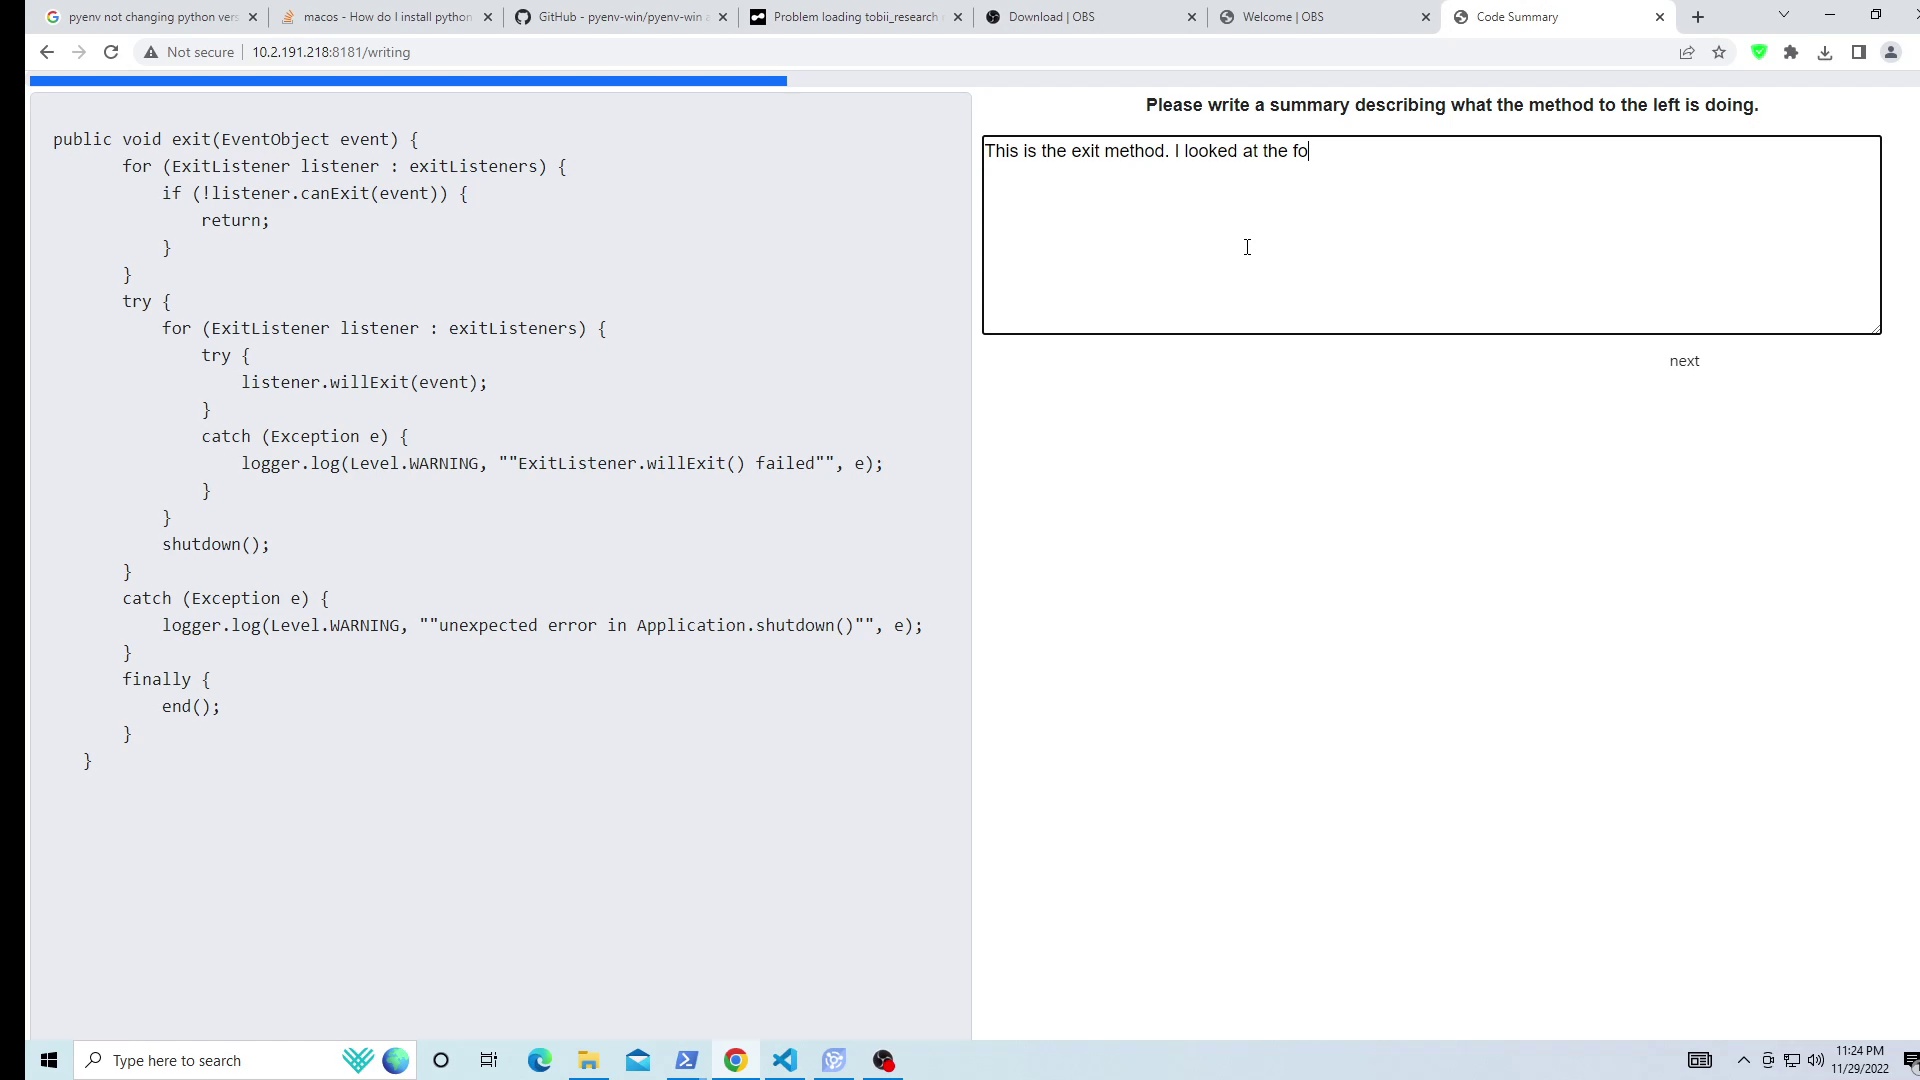 pyenv not changing python vers
macos - How do I install python
GitHub - pyenv-win/pyenv-win a
Problem loading tobii_research
Download | OBS
Welcome | OBS
Code Summary
Not secure
10.2.191.218:8181/writing
public void exit(EventObject event) {
for (ExitListener listener : exitListeners) {
if (!listener.canExit(event)) {
return;
}
}
try {
for (ExitListener listener : exitListeners) {
try {
listener.willExit(event);
}
catch (Exception e) {
logger.log(Level.WARNING, ""ExitListener.willExit() failed"", e);
}
}
shutdown();
}
catch (Exception e) {
logger.log(Level.WARNING, ""unexpected error in Application.shutdown()"", e);
}
finally {
end();
}
}
Please write a summary describing what the method to the left is doing.
This is the exit method. I looked at the fo
next
Type here to search
11:24 PM
11/29/2022